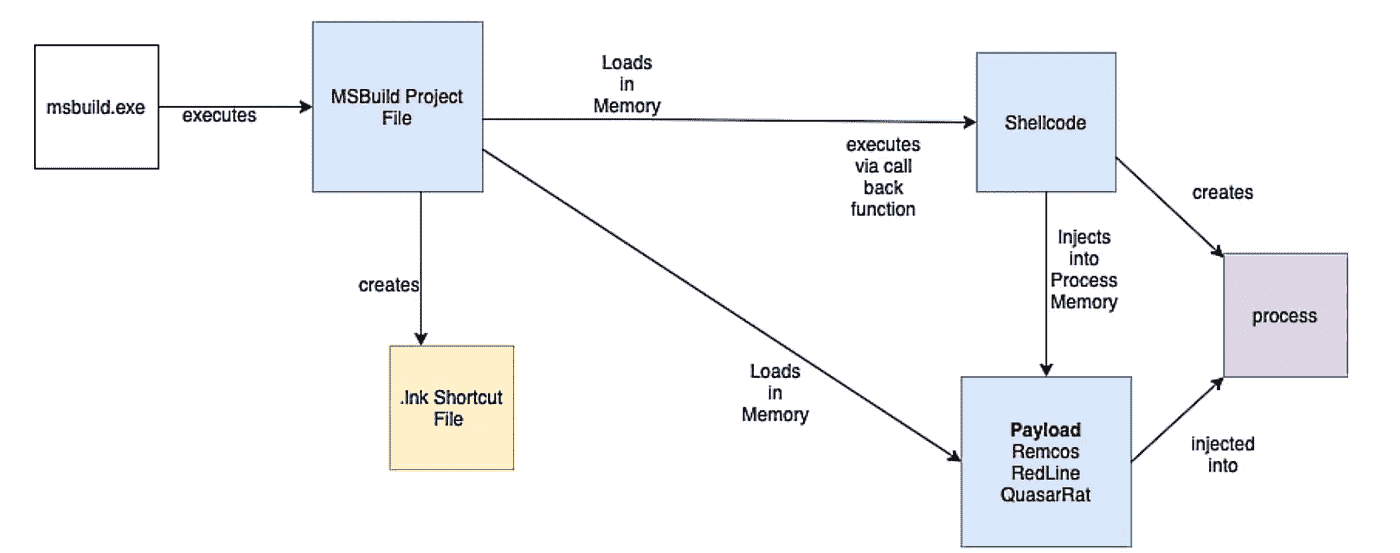 msbuild.exe
executes
MSBuild Project
File
Loads
in
Memory
executes
via call
back
function
Shellcode
creates
Injects
into
Process
Memory
process
creates
.lnk Shortcut
File
Loads
in
Memory
Payload
Remcos
RedLine
QuasarRat
injected
into